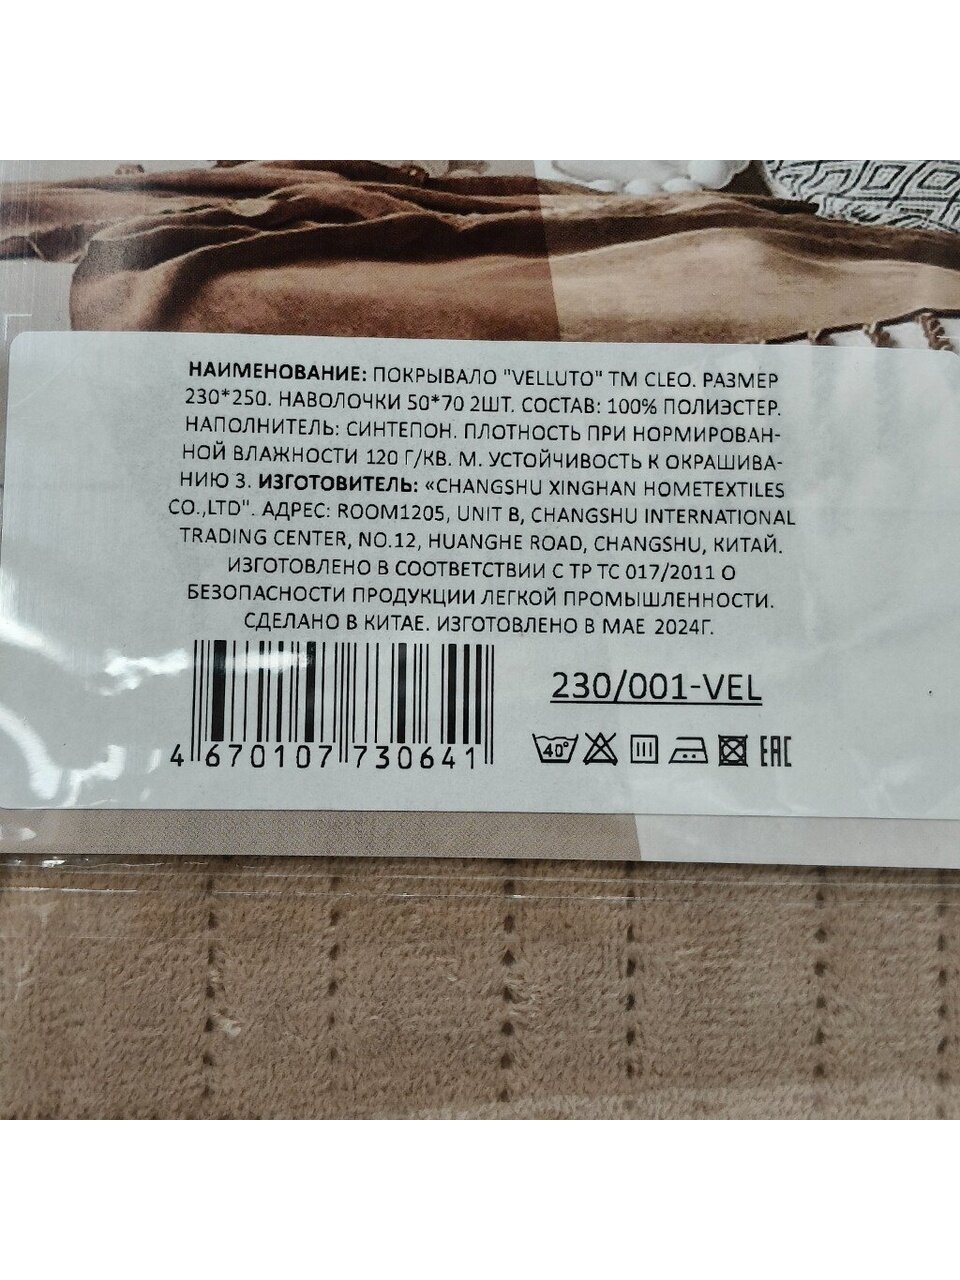 НАИМЕНОВАНИЕ: ПОКРЫВАЛО "VELLUTO" ТМ CLEO. РАЗМЕР
230*250. НАВОЛОЧКИ 50*70 2ШТ. СОСТАВ: 100% ПОЛИЭСТЕР.
НАПОЛНИТЕЛЬ: СИНТЕПОН. ПЛОТНОСТЬ ПРИ НОРМИРОВАН-
НОЙ ВЛАЖНОСТИ 120 Г/КВ. М. УСТОЙЧИВОСТЬ К ОКРАШИВА-
НИЮ 3. ИЗГОТОВИТЕЛЬ: «CHANGSHU XINGHAN HOMETEXTILES
CO.,LTD". АДРЕС: ROOM1205, UNIT B, CHANGSHU INTERNATIONAL
TRADING CENTER, NO.12, HUANGHE ROAD, CHANGSHU, КИТАЙ.
ИЗГОТОВЛЕНО В СООТВЕТСТВИИ С ТР ТС 017/2011 О
БЕЗОПАСНОСТИ ПРОДУКЦИИ ЛЕГКОЙ ПРОМЫШЛЕННОСТИ.
СДЕЛАНО В КИТАЕ. ИЗГОТОВЛЕНО В МАЕ 2024Г.
230/001-VEL
40° EAC
4 670107 730641